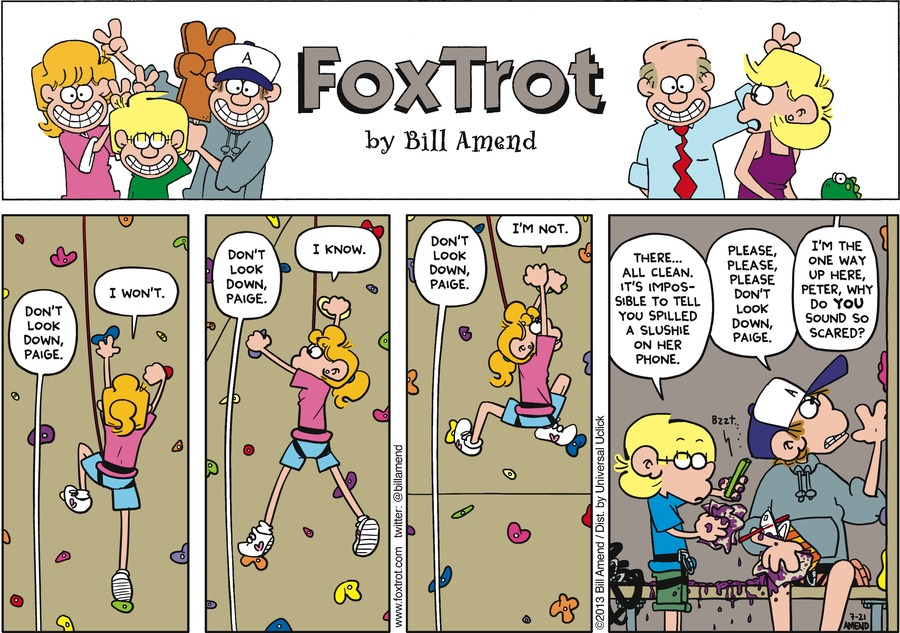 A
FoxTrot
by Bill Amend
DON'T
LOOK
DOWN,
PAIGE.
I WON'T.
DON'T
LOOK
DOWN,
PAIGE.
I KNOW.
www.foxtrot.com twitter: @billamend
DON'T
LOOK
DOWN,
PAIGE.
I'M NOT.
©2013 Bill Amend / Dist. by Universal Uclick
THERE...
ALL CLEAN.
IT'S IMPOS-
SIBLE TO TELL
YOU SPILLED
A SLUSHIE
ON HER
PHONE.
PLEASE,
PLEASE,
PLEASE
DON'T
LOOK
DOWN,
PAIGE.
I'M THE
ONE WAY
UP HERE,
PETER, WHY
DO YOU
SOUND SO
SCARED?
Bzzt...
A
7-21
AMEND